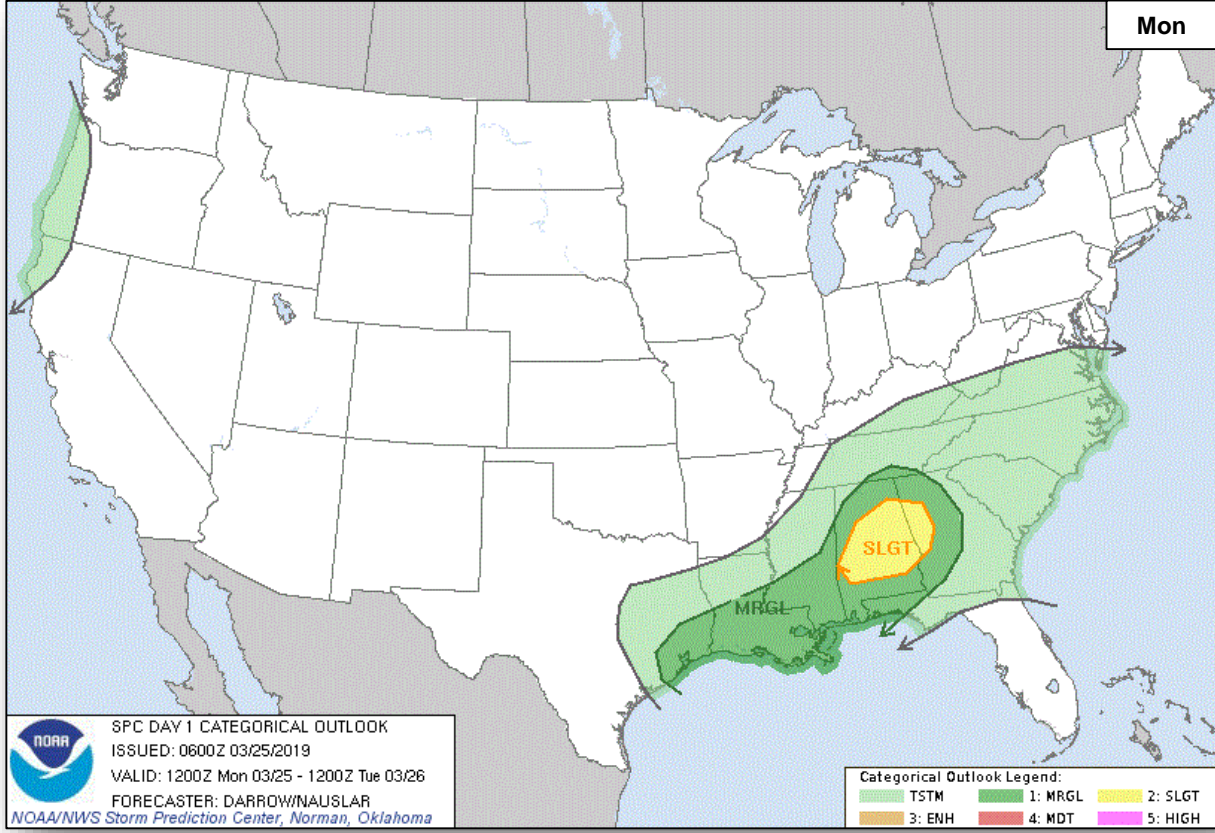 Mon
SLGT
MRGL
NOAA
SPC DAY 1 CATEGORICAL OUTLOOK
ISSUED: 0600Z 03/25/2019
VALID: 1200Z Mon 03/25 - 1200Z Tue 03/26
FORECASTER: DARROW/NAUSLAR
NOAA/NWS Storm Prediction Center, Norman, Oklahoma
Categorical Outlook Legend:
TSTM 1: MRGL 2: SLGT
3: ENH 4: MDT 5: HIGH